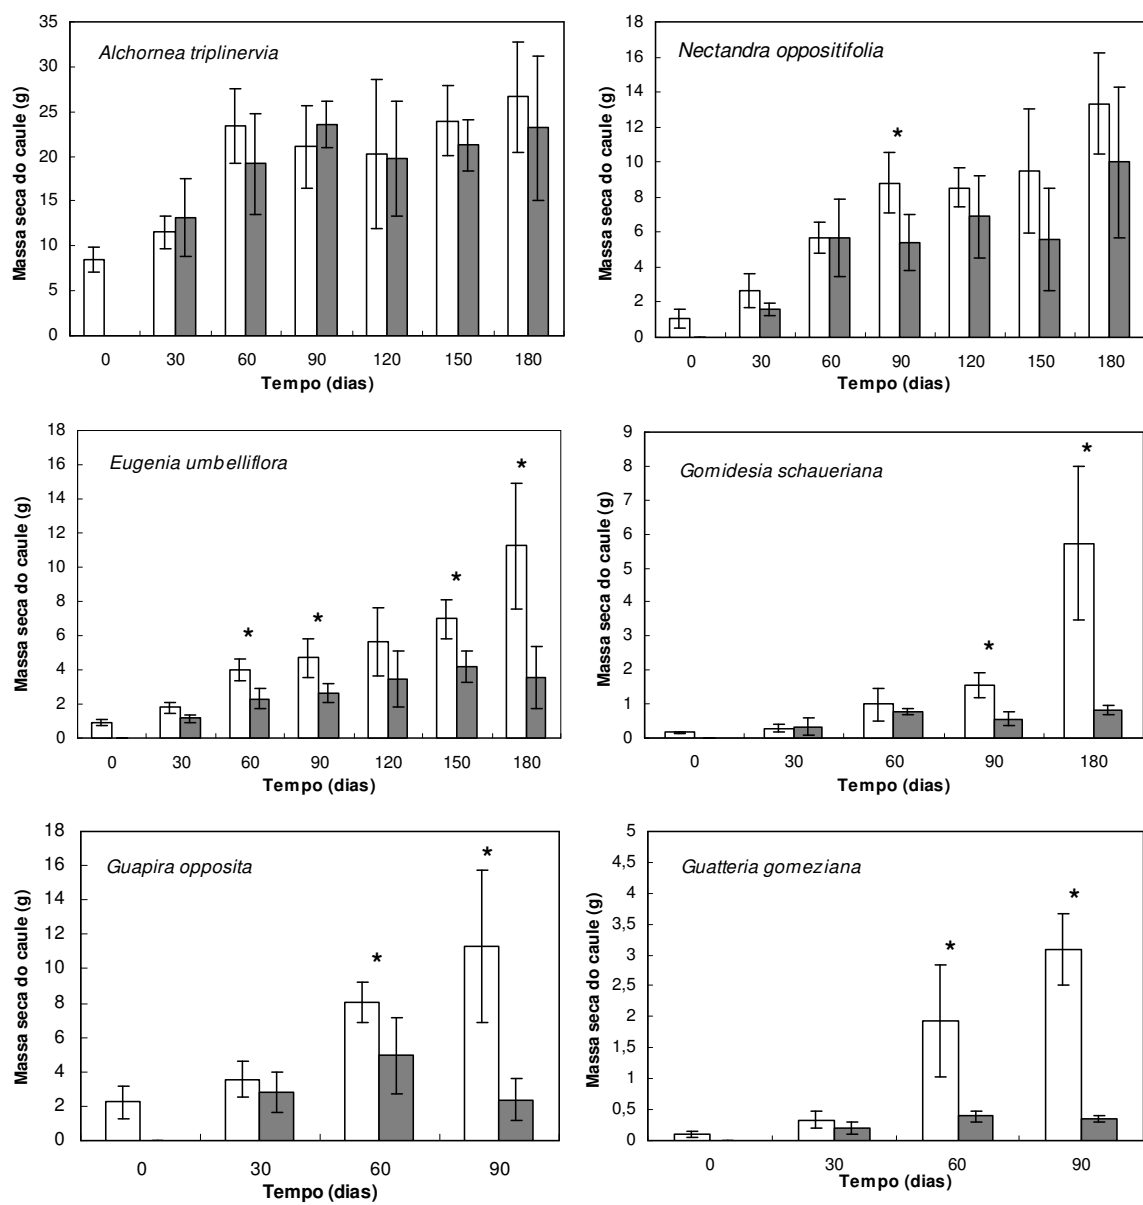 Alchornea triplinervia
Massa seca do caule (g)
35
30
25
20
15
10
5
0
0 30 60 90 120 150 180
Tempo (dias)
Nectandra oppositifolia
Massa seca do caule (g)
18
16
14
12
10
8
6
4
2
0
*
0 30 60 90 120 150 180
Tempo (dias)
Eugenia umbelliflora
Massa seca do caule (g)
18
16
14
12
10
8
6
4
2
0
* * * *
0 30 60 90 120 150 180
Tempo (dias)
Gomidesia schaueriana
Massa seca do caule (g)
9
8
7
6
5
4
3
2
1
0
* *
0 30 60 90 180
Tempo (dias)
Guapira opposita
Massa seca do caule (g)
18
16
14
12
10
8
6
4
2
0
* *
0 30 60 90
Tempo (dias)
Guatteria gomeziana
Massa seca do caule (g)
5
4,5
4
3,5
3
2,5
2
1,5
1
0,5
0
* *
0 30 60 90
Tempo (dias)